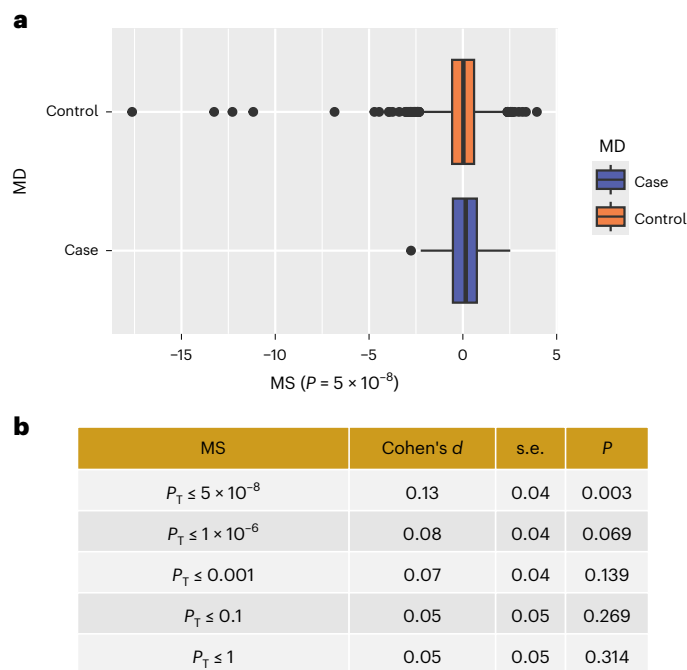 a
Control
Case
MD
−15 −10 −5 0 5
MS (P = 5 × 10⁻⁸)
MD
Case
Control
b
MS Cohen's d s.e. P
P_T ≤ 5 × 10⁻⁸ 0.13 0.04 0.003
P_T ≤ 1 × 10⁻⁶ 0.08 0.04 0.069
P_T ≤ 0.001 0.07 0.04 0.139
P_T ≤ 0.1 0.05 0.05 0.269
P_T ≤ 1 0.05 0.05 0.314